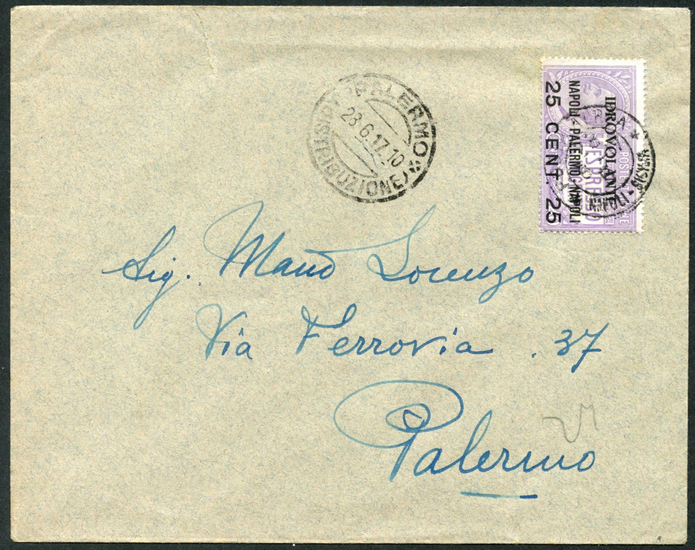 PALERMO
(DISTRIBUZIONE)
28.6.17.10
IDROVOLANTE
NAPOLI - PALERMO - NAPOLI
25 CENT. 25
Sig. Mand Lorenzo
Via Ferrovia . 37
Palermo